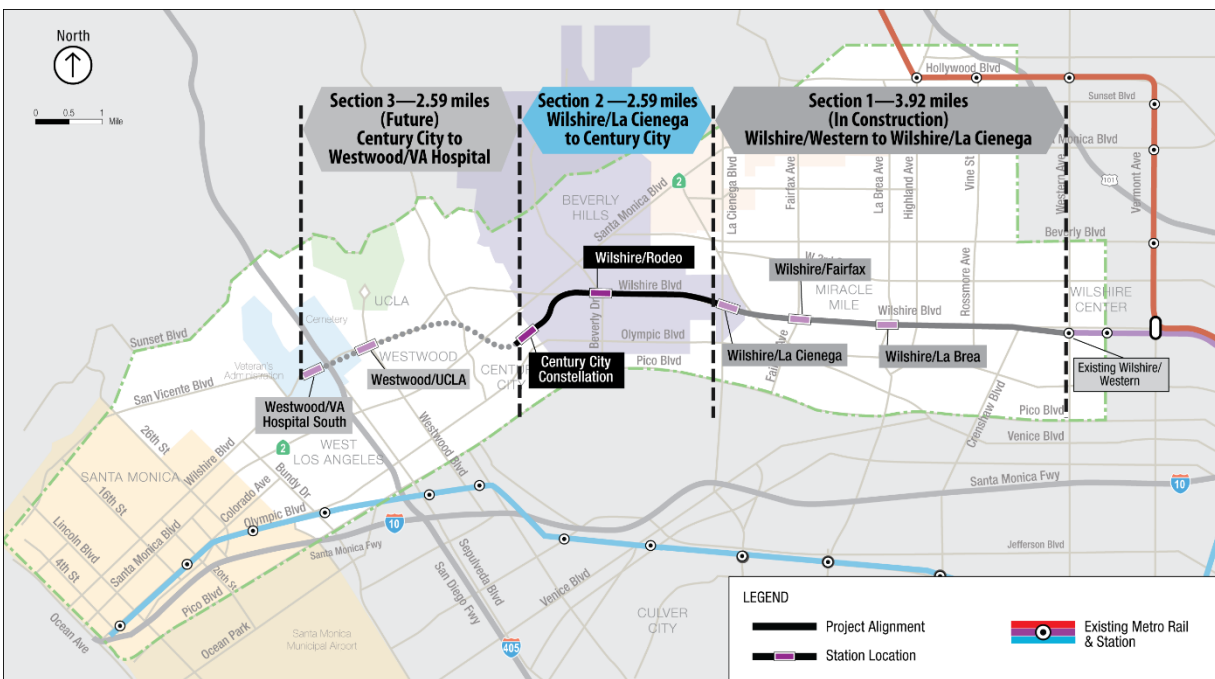 North
0 0.5 1
Mile
Section 3—2.59 miles
(Future)
Century City to
Westwood/VA Hospital
Section 2 —2.59 miles
Wilshire/La Cienega
to Century City
Section 1—3.92 miles
(In Construction)
Wilshire/Western to Wilshire/La Cienega
Hollywood Blvd
Sunset Blvd
Monica Blvd
101
Western Ave
Vermont Ave
Beverly Blvd
Vine St
Highland Ave
La Brea Ave
Fairfax Ave
La Cienega Blvd
2
Santa Monica Blvd
BEVERLY
HILLS
Wilshire/Rodeo
Wilshire Blvd
Beverly Dr
Olympic Blvd
Pico Blvd
Wilshire/Fairfax
MIRACLE
MILE
Wilshire Blvd
Rossmore Ave
WILSHIRE
CENTER
Wilshire/La Cienega
Wilshire/La Brea
Existing Wilshire/
Western
Crenshaw Blvd
Pico Blvd
Venice Blvd
UCLA
Cemetery
Sunset Blvd
Veteran's
Administration
WESTWOOD
Westwood/UCLA
CITY
Century City
Constellation
San Vicente Blvd
Westwood/VA
Hospital South
26th St
2
WEST
LOS ANGELES
Westwood Blvd
SANTA MONICA
Wilshire Blvd
16th St
Colorado Ave
Bundy Dr
Olympic Blvd
Lincoln Blvd
Santa Monica Blvd
4th St
20th St
Pico Blvd
Ocean Ave
Ocean Park
Santa Monica Fwy
10
Sepulveda Blvd
San Diego Fwy
Venice Blvd
Santa Monica Fwy
10
Jefferson Blvd
CULVER
CITY
Santa Monica
Municipal Airport
405
LEGEND
Project Alignment
Station Location
Existing Metro Rail
& Station